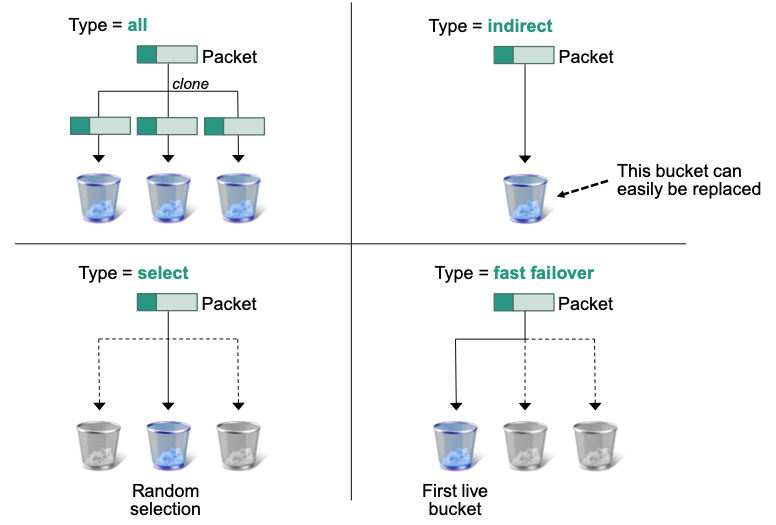 Type = all
Packet
clone
Type = indirect
Packet
This bucket can
easily be replaced
Type = select
Packet
Random
selection
Type = fast failover
Packet
First live
bucket